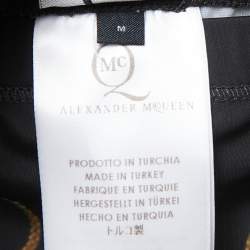 M
McQ
ALEXANDER MCQUEEN
PRODOTTO IN TURCHIA
MADE IN TURKEY
FABRIQUE EN TURQUIE
HERGESTELLT IN TÜRKEI
HECHO EN TURQUIA
トルコ製